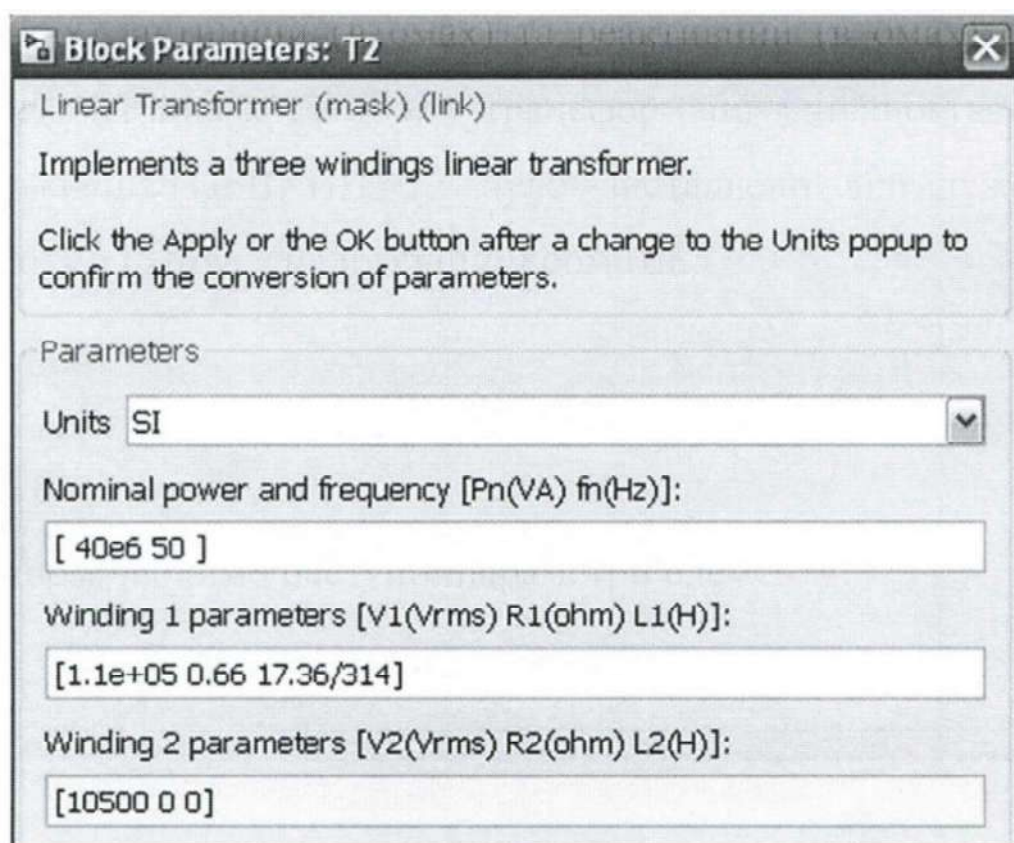 Block Parameters: T2
Linear Transformer (mask) (link)
Implements a three windings linear transformer.
Click the Apply or the OK button after a change to the Units popup to
confirm the conversion of parameters.
Parameters
Units SI
Nominal power and frequency [Pn(VA) fn(Hz)]:
[ 40e6 50 ]
Winding 1 parameters [V1(Vrms) R1(ohm) L1(H)]:
[1.1e+05 0.66 17.36/314]
Winding 2 parameters [V2(Vrms) R2(ohm) L2(H)]:
[10500 0 0]